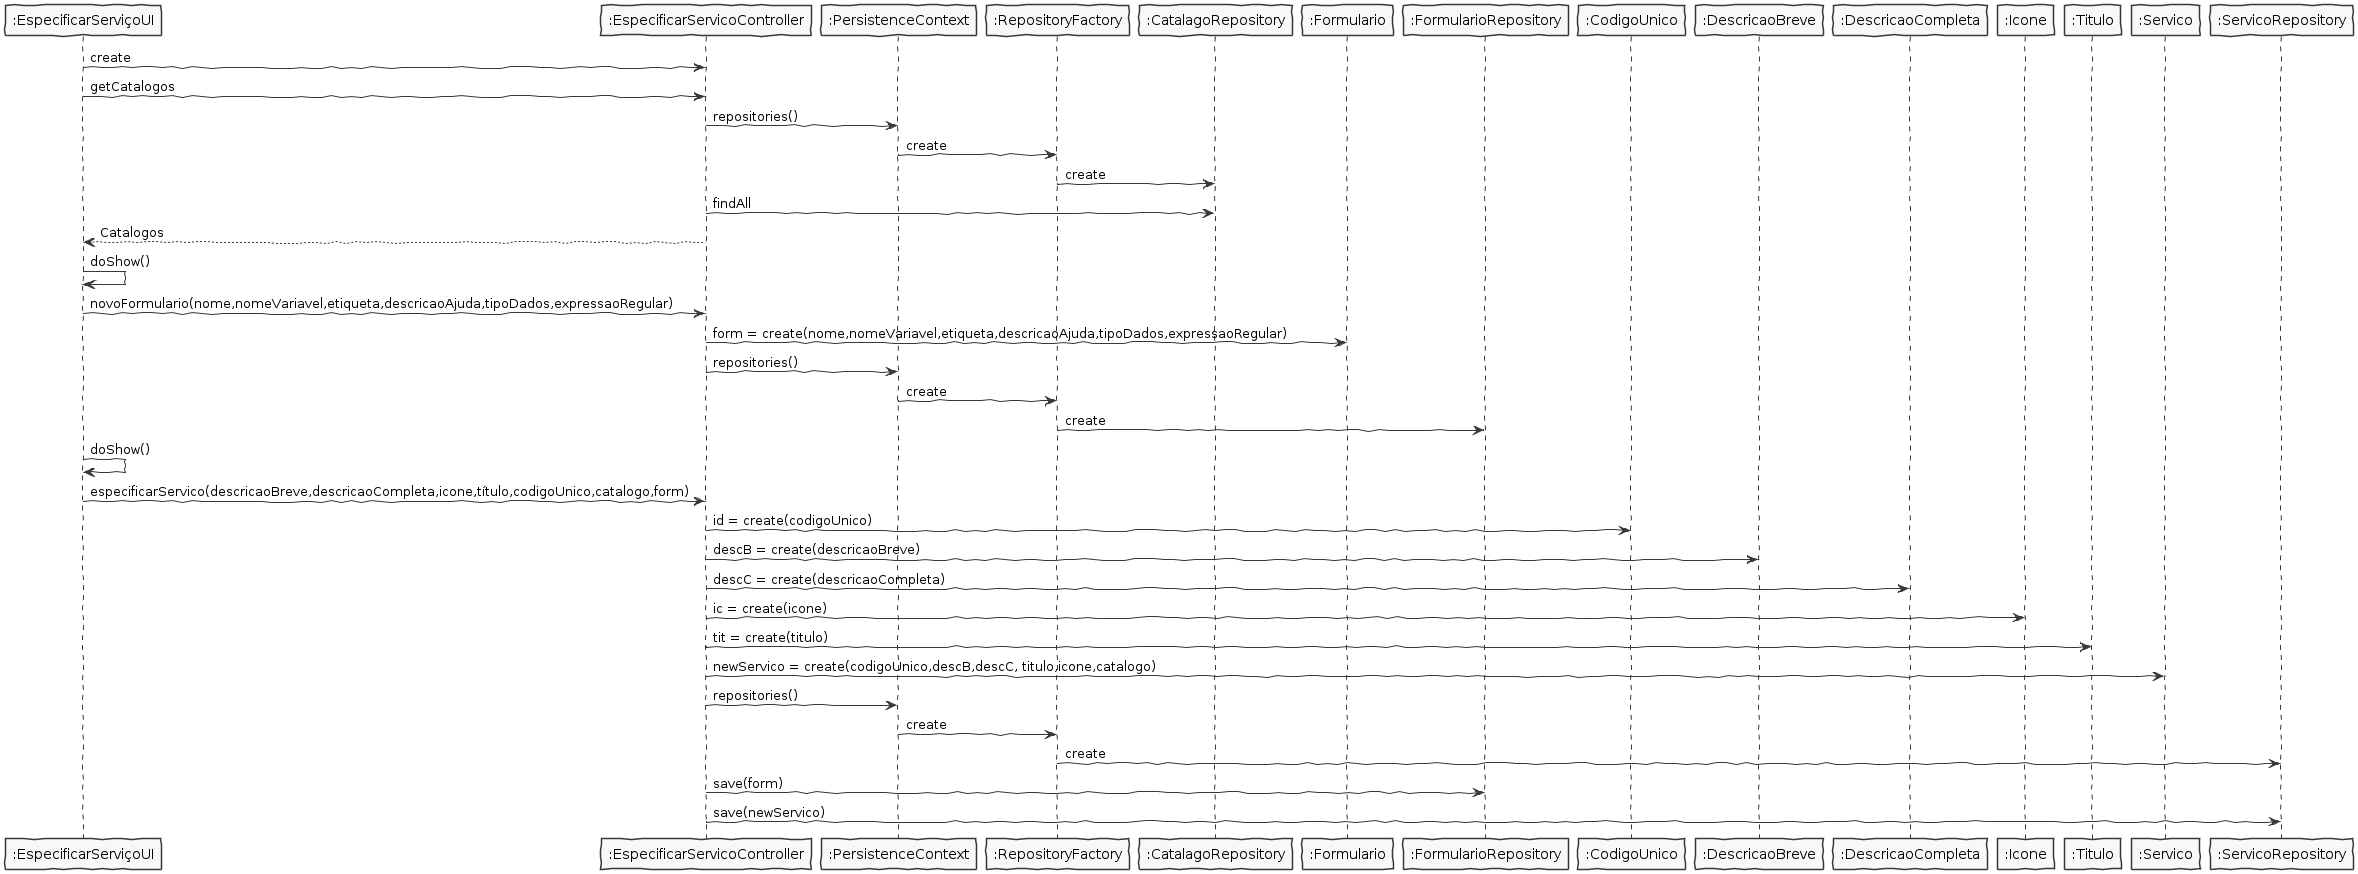 :EspecificarServiçoUI
:EspecificarServicoController
:PersistenceContext
:RepositoryFactory
:CatalagoRepository
:Formulario
:FormularioRepository
:CodigoUnico
:DescricaoBreve
:DescricaoCompleta
:Icone
:Titulo
:Servico
:ServicoRepository
create
getCatalogos
repositories()
create
create
findAll
Catalogos
doShow()
novoFormulario(nome,nomeVariavel,etiqueta,descricaoAjuda,tipoDados,expressaoRegular)
form = create(nome,nomeVariavel,etiqueta,descricaoAjuda,tipoDados,expressaoRegular)
repositories()
create
create
doShow()
especificarServico(descricaoBreve,descricaoCompleta,icone,título,codigoUnico,catalogo,form)
id = create(codigoUnico)
descB = create(descricaoBreve)
descC = create(descricaoCompleta)
ic = create(icone)
tit = create(titulo)
newServico = create(codigoUnico,descB,descC, titulo,icone,catalogo)
repositories()
create
create
save(form)
save(newServico)
:EspecificarServiçoUI
:EspecificarServicoController
:PersistenceContext
:RepositoryFactory
:CatalagoRepository
:Formulario
:FormularioRepository
:CodigoUnico
:DescricaoBreve
:DescricaoCompleta
:Icone
:Titulo
:Servico
:ServicoRepository